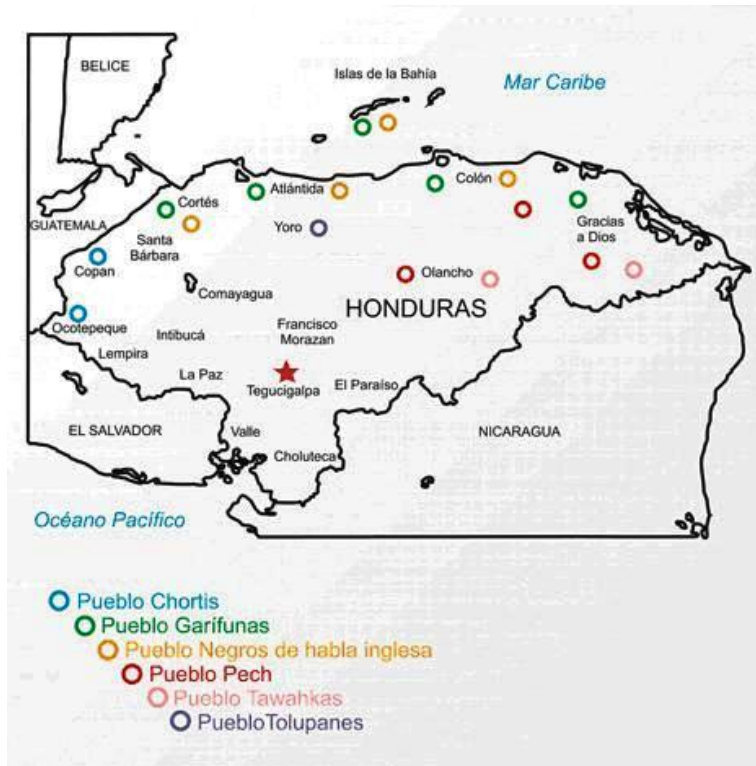 BELICE
Islas de la Bahía
Mar Caribe
Atlántida
Colón
Cortés
GUATEMALA
Yoro
Gracias
a Dios
Santa
Bárbara
Copan
Olancho
Comayagua
HONDURAS
Ocotepeque
Intibucá
Francisco
Morazan
Lempira
La Paz
Tegucigalpa
El Paraíso
EL SALVADOR
Valle
NICARAGUA
Choluteca
Océano Pacífico
Pueblo Chortis
Pueblo Garífunas
Pueblo Negros de habla inglesa
Pueblo Pech
Pueblo Tawahkas
PuebloTolupanes